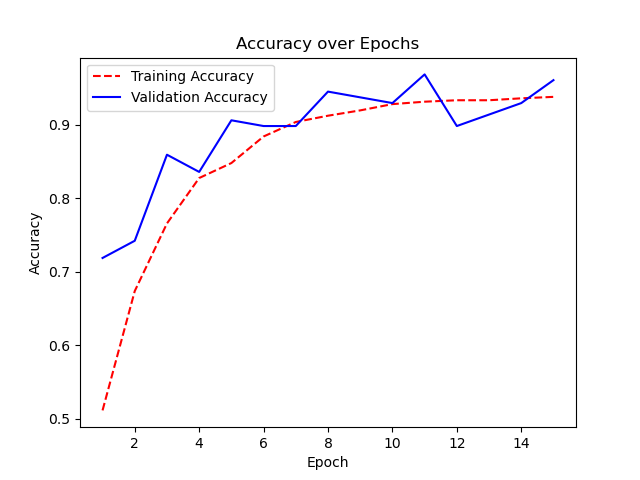 Accuracy over Epochs
Training Accuracy
Validation Accuracy
Accuracy
0.9
0.8
0.7
0.6
0.5
2 4 6 8 10 12 14
Epoch